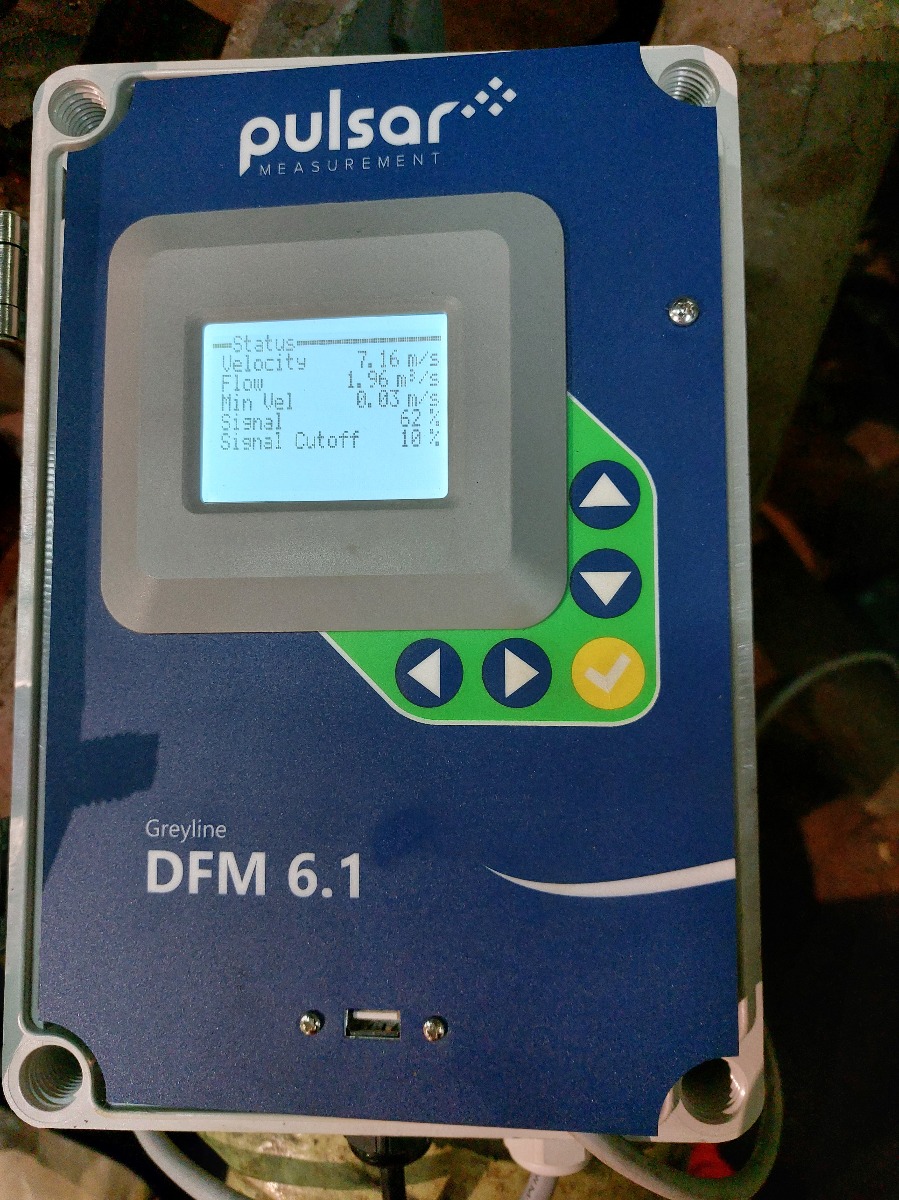 pulsar
MEASUREMENT
Status
Velocity 7.16 m/s
Flow 1.96 m³/s
Min Vel 0.03 m/s
Signal 62 %
Signal Cutoff 10 %
Greyline
DFM 6.1